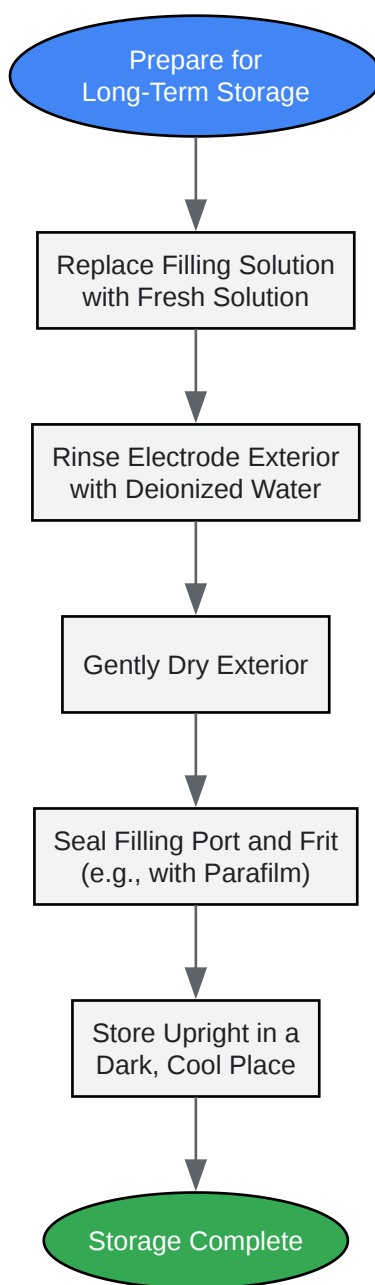 Prepare for
Long-Term Storage
Replace Filling Solution
with Fresh Solution
Rinse Electrode Exterior
with Deionized Water
Gently Dry Exterior
Seal Filling Port and Frit
(e.g., with Parafilm)
Store Upright in a
Dark, Cool Place
Storage Complete